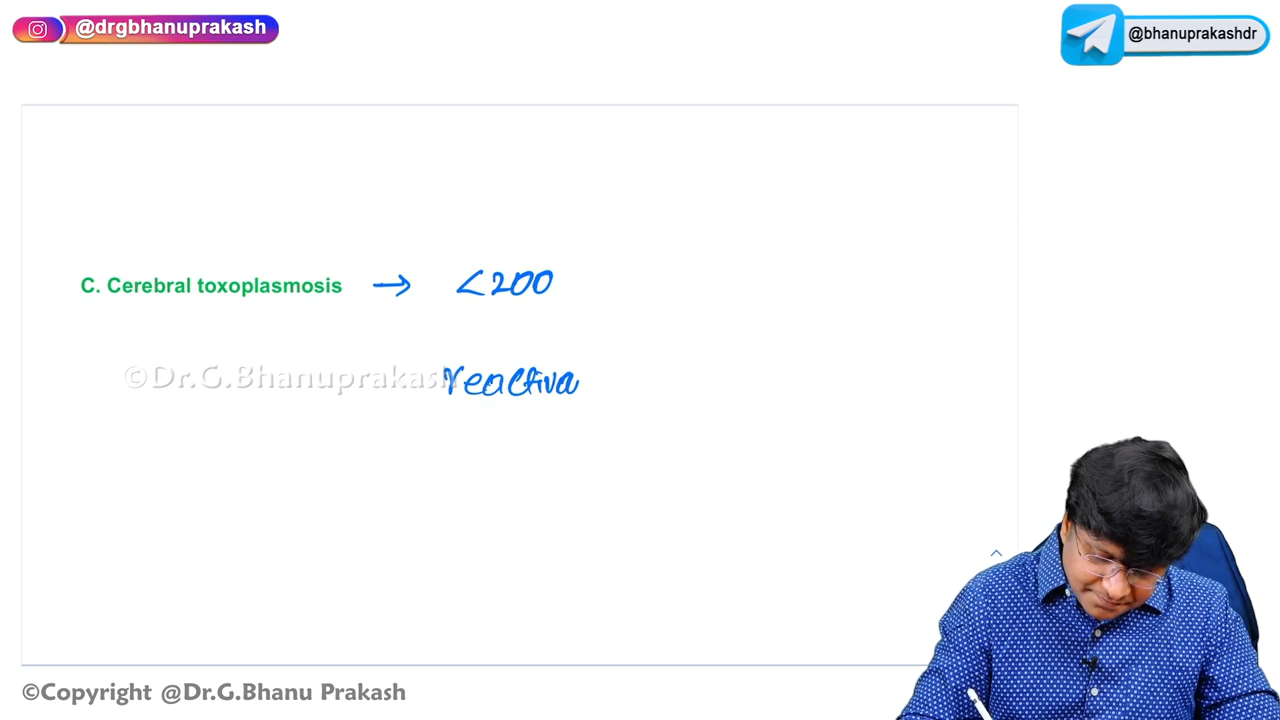 @drgbhanuprakash
@bhanuprakashdr
C. Cerebral toxoplasmosis → <200
©Dr.G.Bhanuprakash
reactiva
©Copyright @Dr.G.Bhanu Prakash